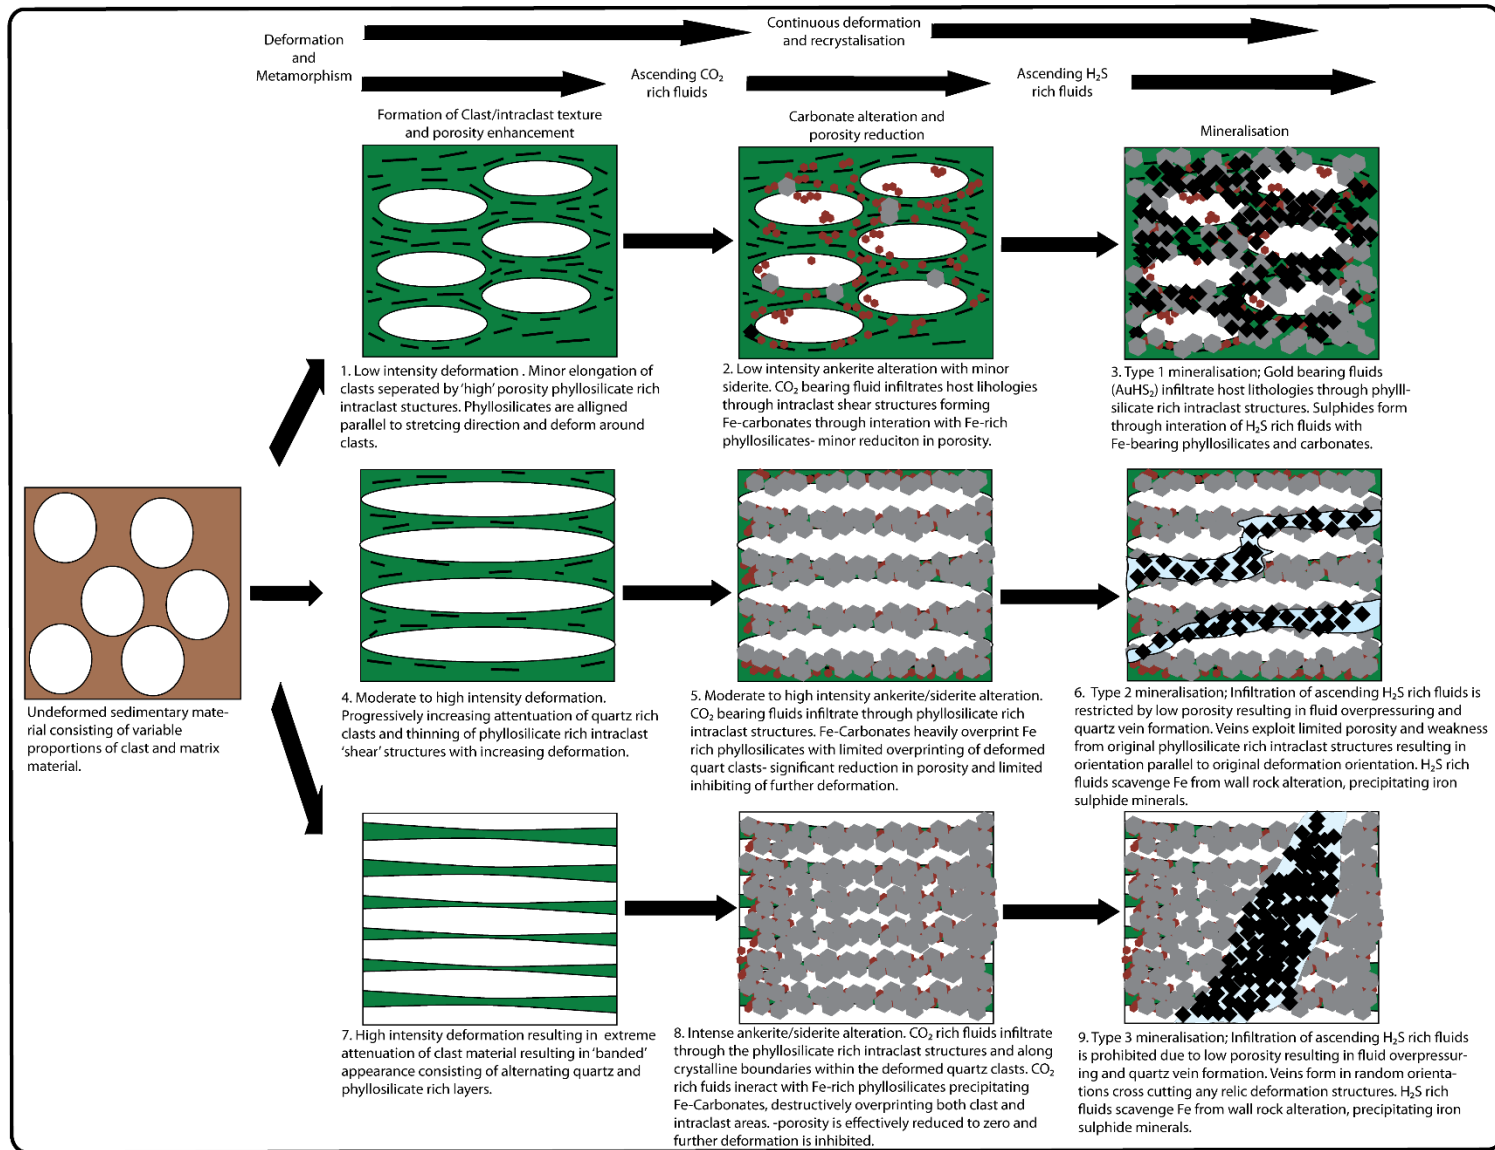 Deformation
and
Metamorphism
Continuous deformation
and recrystalisation
Ascending CO₂
rich fluids
Ascending H₂S
rich fluids
Formation of Clast/intraclast texture
and porosity enhancement
Carbonate alteration and
porosity reduction
Mineralisation
1. Low intensity deformation . Minor elongation of
clasts seperated by 'high' porosity phyllosilicate rich
intraclast stuctures. Phyllosilicates are alligned
parallel to stretcing direction and deform around
clasts.
2. Low intensity ankerite alteration with minor
siderite. CO₂ bearing fluid infiltrates host lihologies
through intraclast shear structures forming
Fe-carbonates through interation with Fe-rich
phyllosilicates- minor reduciton in porosity.
3. Type 1 mineralisation; Gold bearing fluids
(AuHS₂) infiltrate host lithologies through phylll-
silicate rich intraclast structures. Sulphides form
through interation of H₂S rich fluids with
Fe-bearing phyllosilicates and carbonates.
Undeformed sedimentary mate-
rial consisting of variable
proportions of clast and matrix
material.
4. Moderate to high intensity deformation.
Progressively increasing attentuation of quartz rich
clasts and thinning of phyllosilicate rich intraclast
'shear' structures with increasing deformation.
5. Moderate to high intensity ankerite/siderite alteration.
CO₂ bearing fluids infiltrate through phyllosilicate rich
intraclast structures. Fe-Carbonates heavily overprint Fe
rich phyllosilicates with limited overprinting of deformed
quart clasts- significant reduction in porosity and limited
inhibiting of further deformation.
6. Type 2 mineralisation; Infiltration of ascending H₂S rich fluids is
restricted by low porosity resulting in fluid overpressuring and
quartz vein formation. Veins exploit limited porosity and weakness
from original phyllosilicate rich intraclast structures resulting in
orientation parallel to original deformation orientation. H₂S rich
fluids scavenge Fe from wall rock alteration, precipitating iron
sulphide minerals.
7. High intensity deformation resulting in extreme
attenuation of clast material resulting in 'banded'
appearance consisting of alternating quartz and
phyllosilicate rich layers.
8. Intense ankerite/siderite alteration. CO₂ rich fluids infiltrate
through the phyllosilicate rich intraclast structures and along
crystalline boundaries within the deformed quartz clasts. CO₂
rich fuids ineract with Fe-rich phyllosilicates precipitating
Fe-Carbonates, destructively overprinting both clast and
intraclast areas. -porosity is effectively reduced to zero and
further deformation is inhibited.
9. Type 3 mineralisation; Infiltration of ascending H₂S rich fluids
is prohibited due to low porosity resulting in fluid overpressur-
ing and quartz vein formation. Veins form in random orienta-
tions cross cutting any relic deformation structures. H₂S rich
fluids scavenge Fe from wall rock alteration, precipitating iron
sulphide minerals.